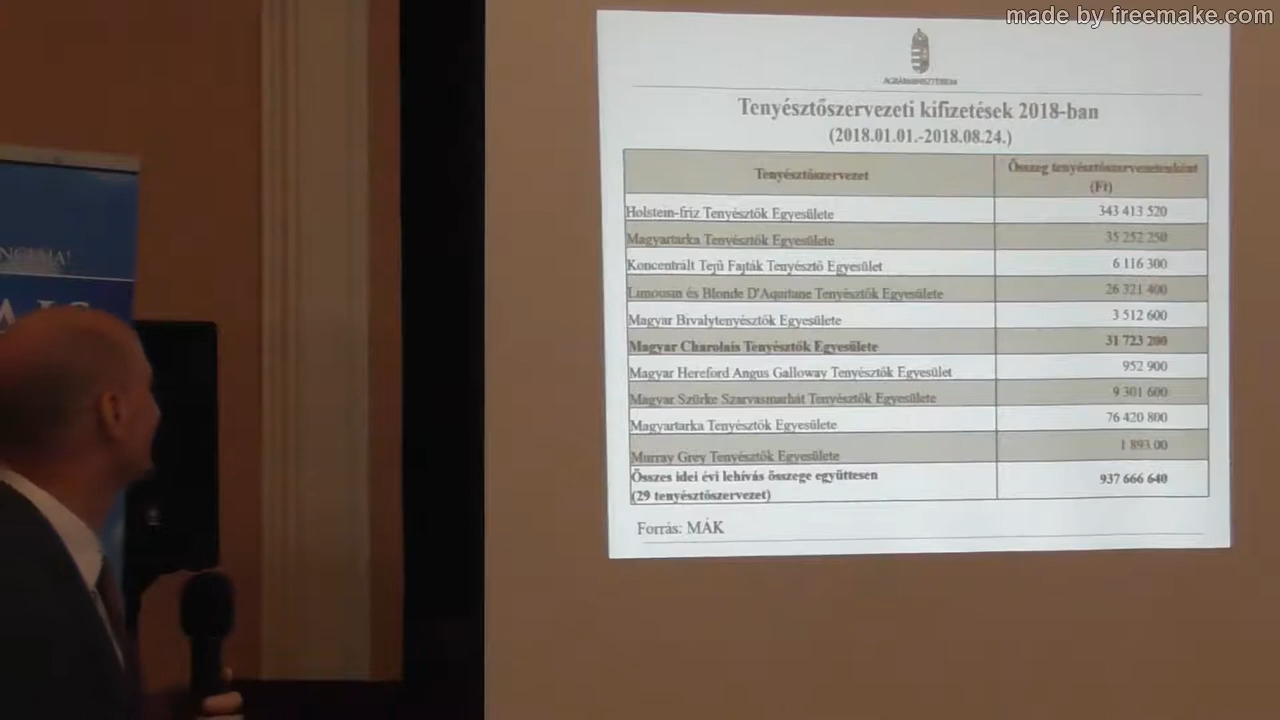 made by freemake.com
AGRÁRMINISZTÉRIUM
Tenyésztőszervezeti kifizetések 2018-ban
(2018.01.01.-2018.08.24.)
Tenyésztőszervezet
Összeg tenyésztőszervezetenként
(Ft)
Holstein-fríz Tenyésztők Egyesülete 343 413 520
Magyartarka Tenyésztők Egyesülete 35 252 250
Koncentrált Tejű Fajták Tenyésztő Egyesület 6 116 300
Limousin és Blonde D'Aquitane Tenyésztők Egyesülete 26 321 400
Magyar Bivalytenyésztők Egyesülete 3 512 600
Magyar Charolais Tenyésztők Egyesülete 31 723 200
Magyar Hereford Angus Galloway Tenyésztők Egyesület 952 900
Magyar Szürke Szarvasmarhát Tenyésztők Egyesülete 9 301 600
Magyartarka Tenyésztők Egyesülete 76 420 800
Murray Grey Tenyésztők Egyesülete 1 893 00
Összes idei évi lehívás összege együttesen
(29 tenyésztőszervezet) 937 666 640
Forrás: MÁK